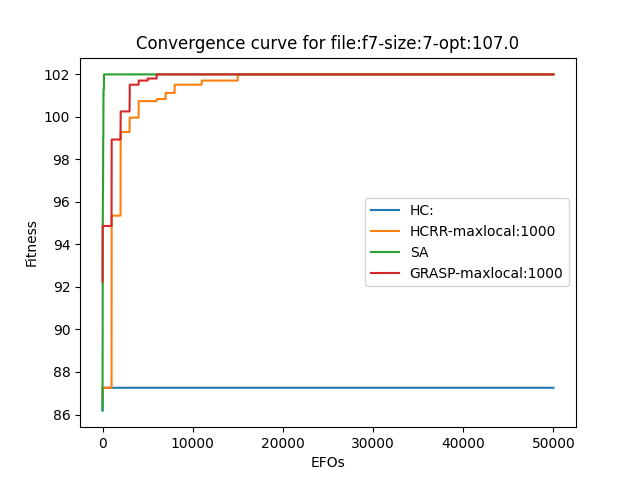 Convergence curve for file:f7-size:7-opt:107.0
102
100
98
96
94
92
90
88
86
Fitness
HC:
HCRR-maxlocal:1000
SA
GRASP-maxlocal:1000
0 10000 20000 30000 40000 50000
EFOs